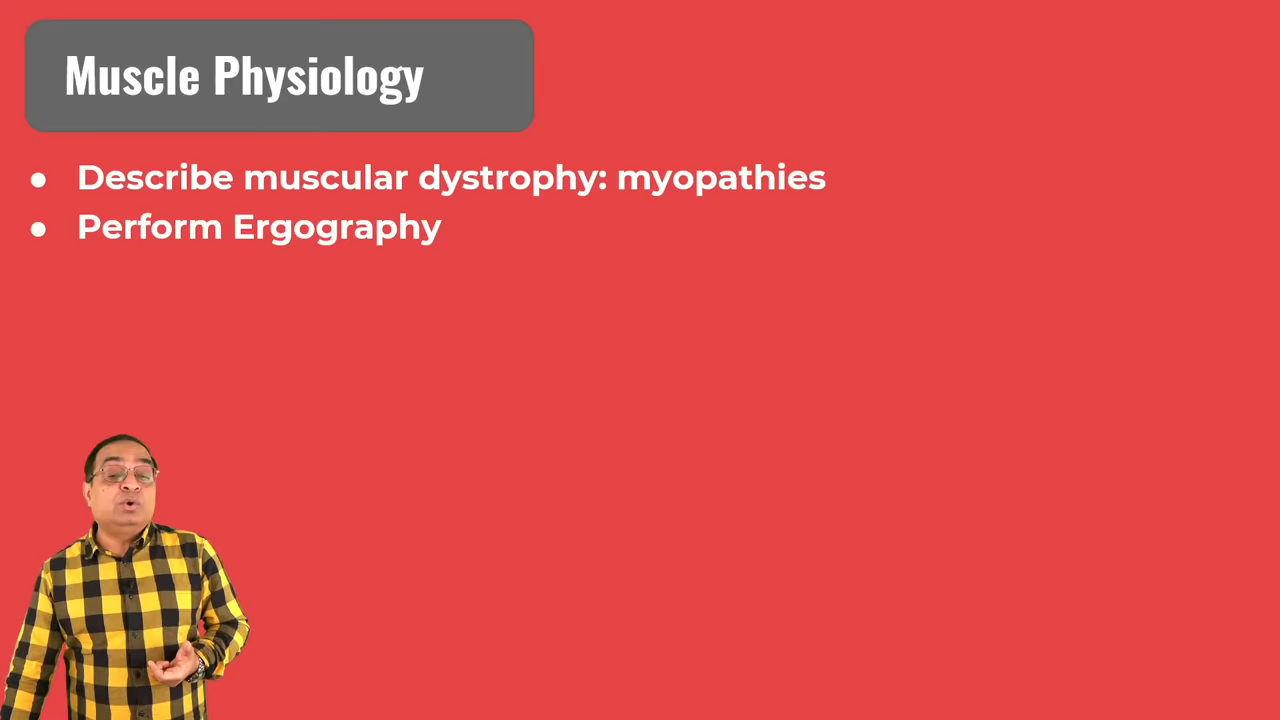 Muscle Physiology
● Describe muscular dystrophy: myopathies
● Perform Ergography